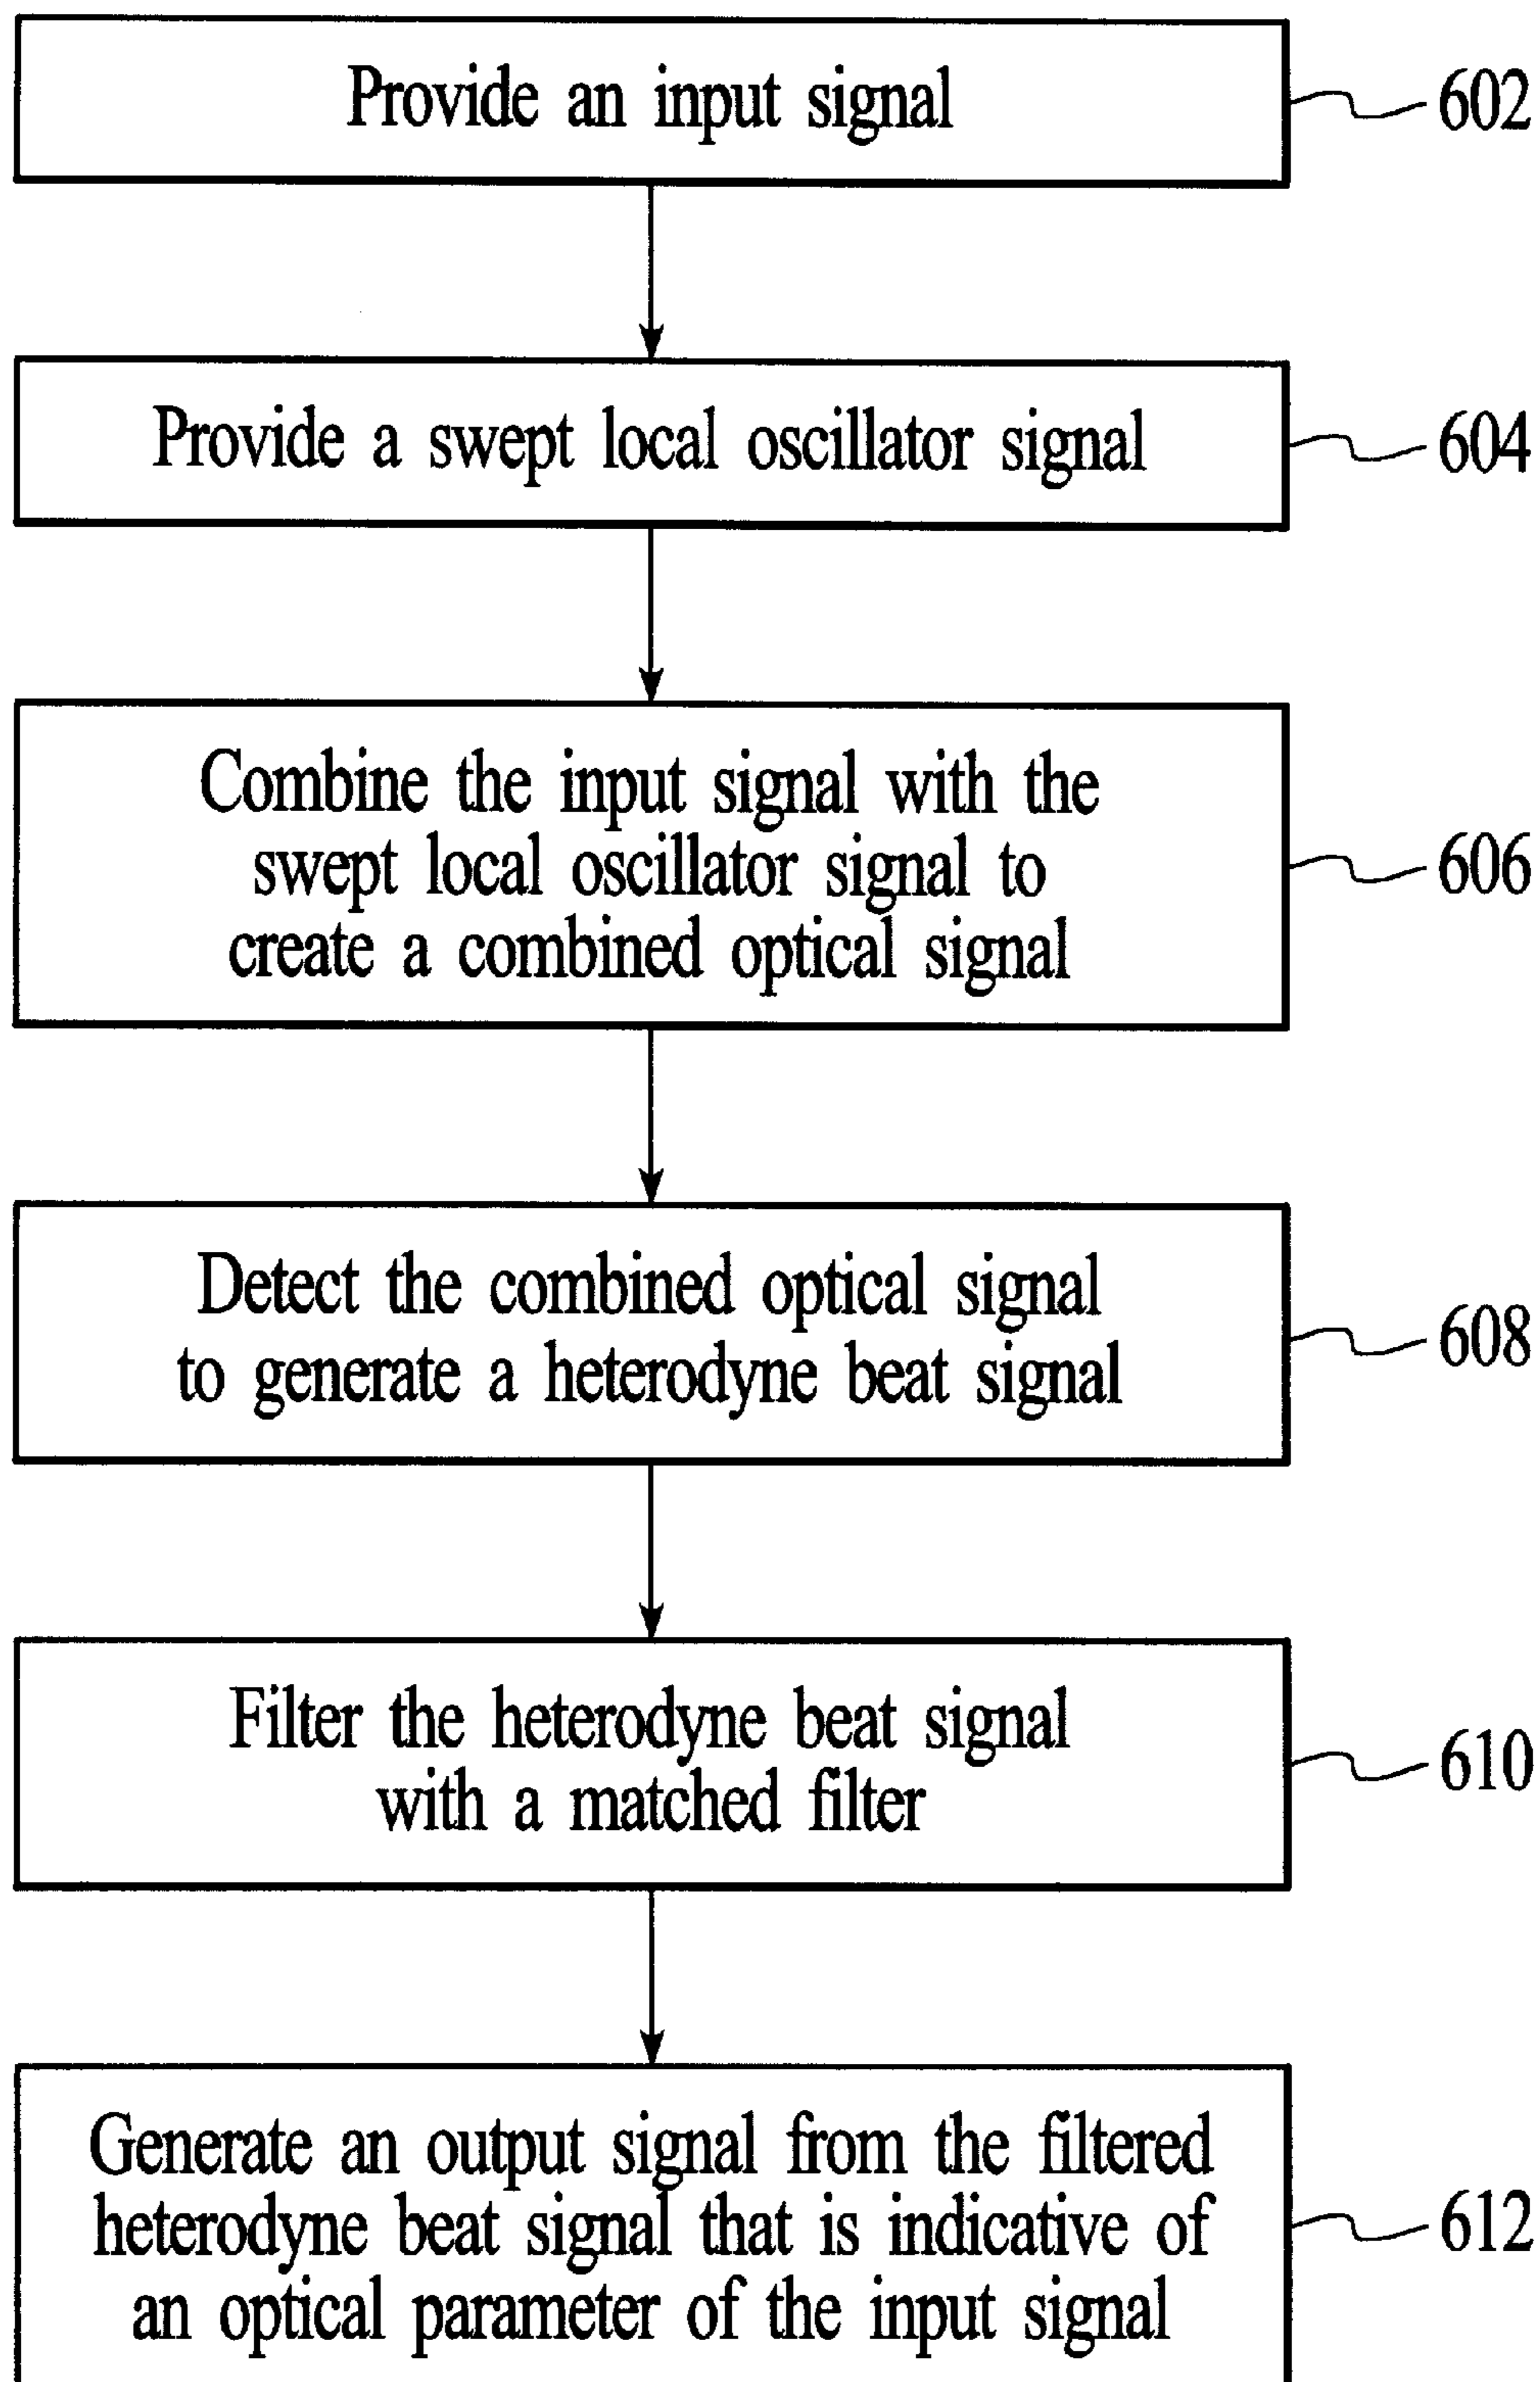 Provide an input signal
602
Provide a swept local oscillator signal
604
Combine the input signal with the
swept local oscillator signal to
create a combined optical signal
606
Detect the combined optical signal
to generate a heterodyne beat signal
608
Filter the heterodyne beat signal
with a matched filter
610
Generate an output signal from the filtered
heterodyne beat signal that is indicative of
an optical parameter of the input signal
612